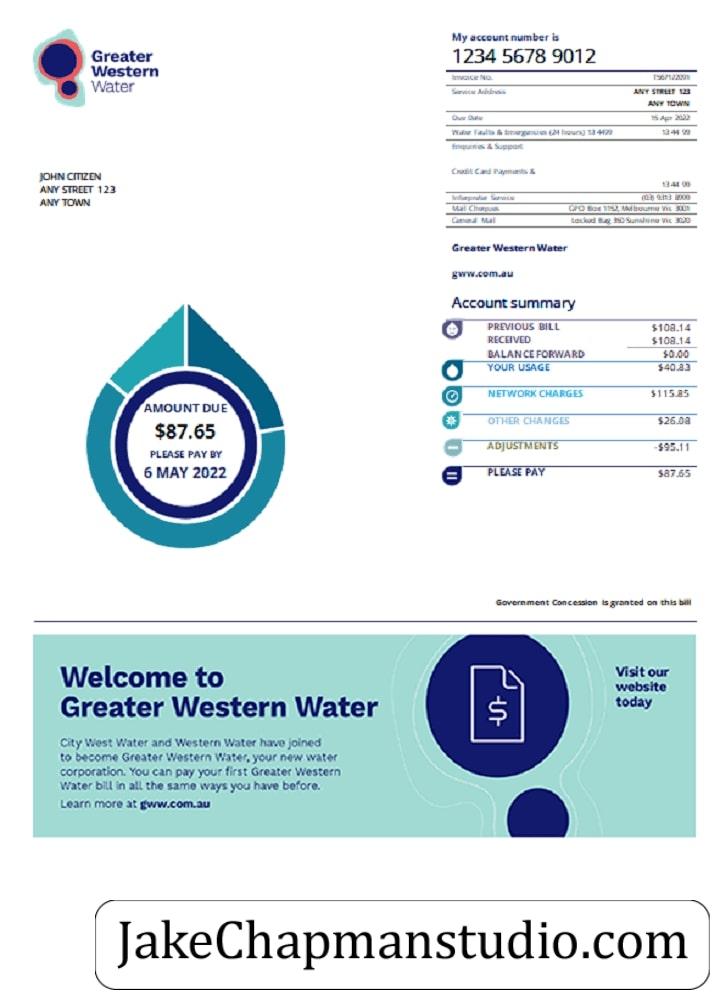 Greater
Western
Water
My account number is
1234 5678 9012
Invoice No.
Service Address ANY STREET 123
ANY TOWN
Due Date 15 Apr 2022
Water Faults & Emergencies (24 hours) 13 4499 13 44 99
Enquiries & Support
Credit Card Payments &
13 44 99
Interpreter Service (03) 9313 8999
Mail Cheques GPO Box 1152, Melbourne Vic 3001
General Mail Locked Bag 350 Sunshine Vic 3020
JOHN CITIZEN
ANY STREET 123
ANY TOWN
Greater Western Water
gww.com.au
Account summary
PREVIOUS BILL $108.14
RECEIVED $108.14
BALANCE FORWARD $0.00
YOUR USAGE $40.83
NETWORK CHARGES $115.85
OTHER CHANGES $26.08
ADJUSTMENTS -$95.11
PLEASE PAY $87.65
AMOUNT DUE
$87.65
PLEASE PAY BY
6 MAY 2022
Government Concession is granted on this bill
Welcome to
Greater Western Water
City West Water and Western Water have joined
to become Greater Western Water, your new water
corporation. You can pay your first Greater Western
Water bill in all the same ways you have before.
Learn more at gww.com.au
$
Visit our
website
today
JakeChapmanstudio.com